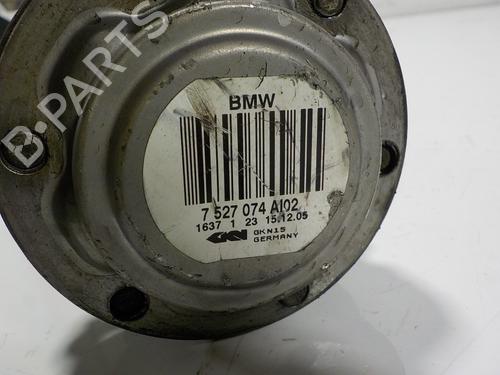 B-PARTS
BMW
7 527 074 AI02
1637 1 23 15.12.05
GKN GKN15
GERMANY